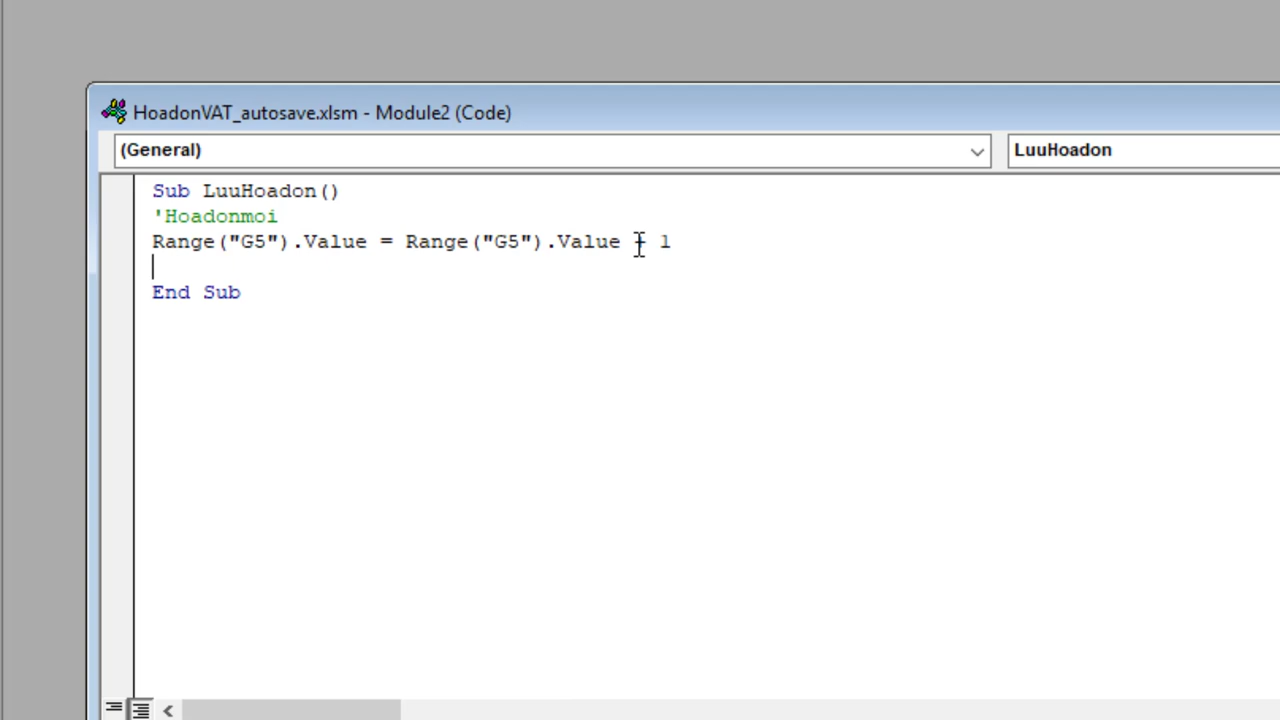 HoadonVAT_autosave.xlsm - Module2 (Code)
(General)
LuuHoadon
Sub LuuHoadon()
'Hoadonmoi
Range("G5").Value = Range("G5").Value + 1
End Sub